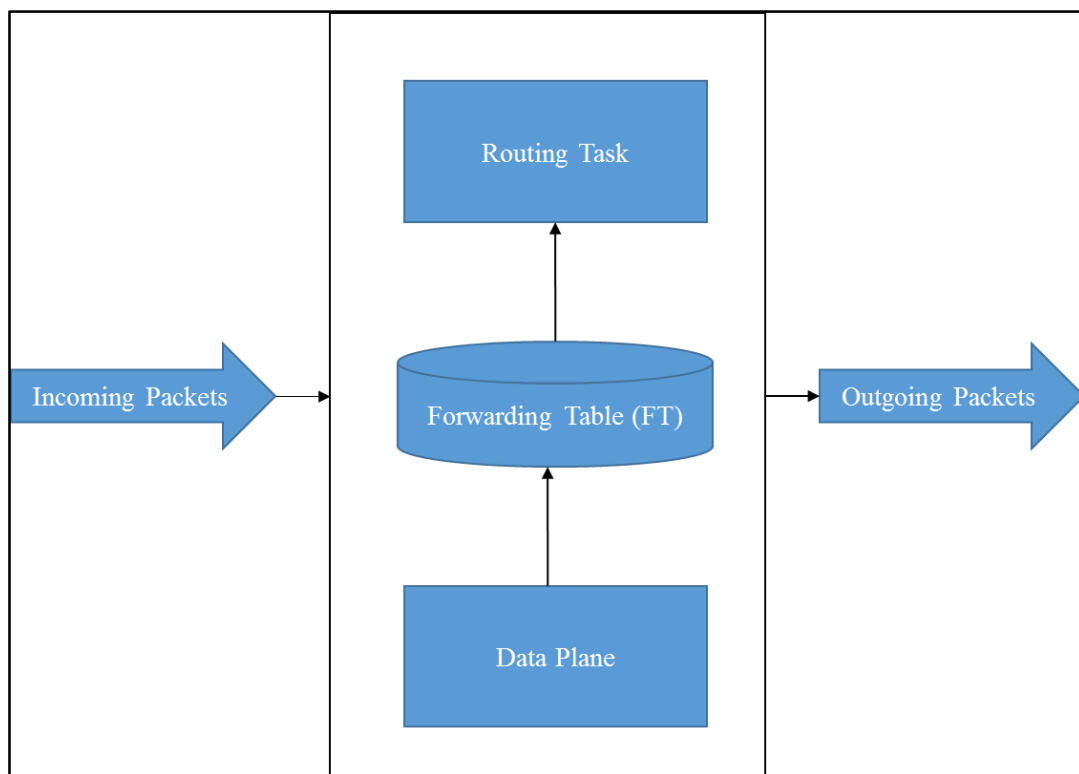 Routing Task
Incoming Packets
Forwarding Table (FT)
Outgoing Packets
Data Plane